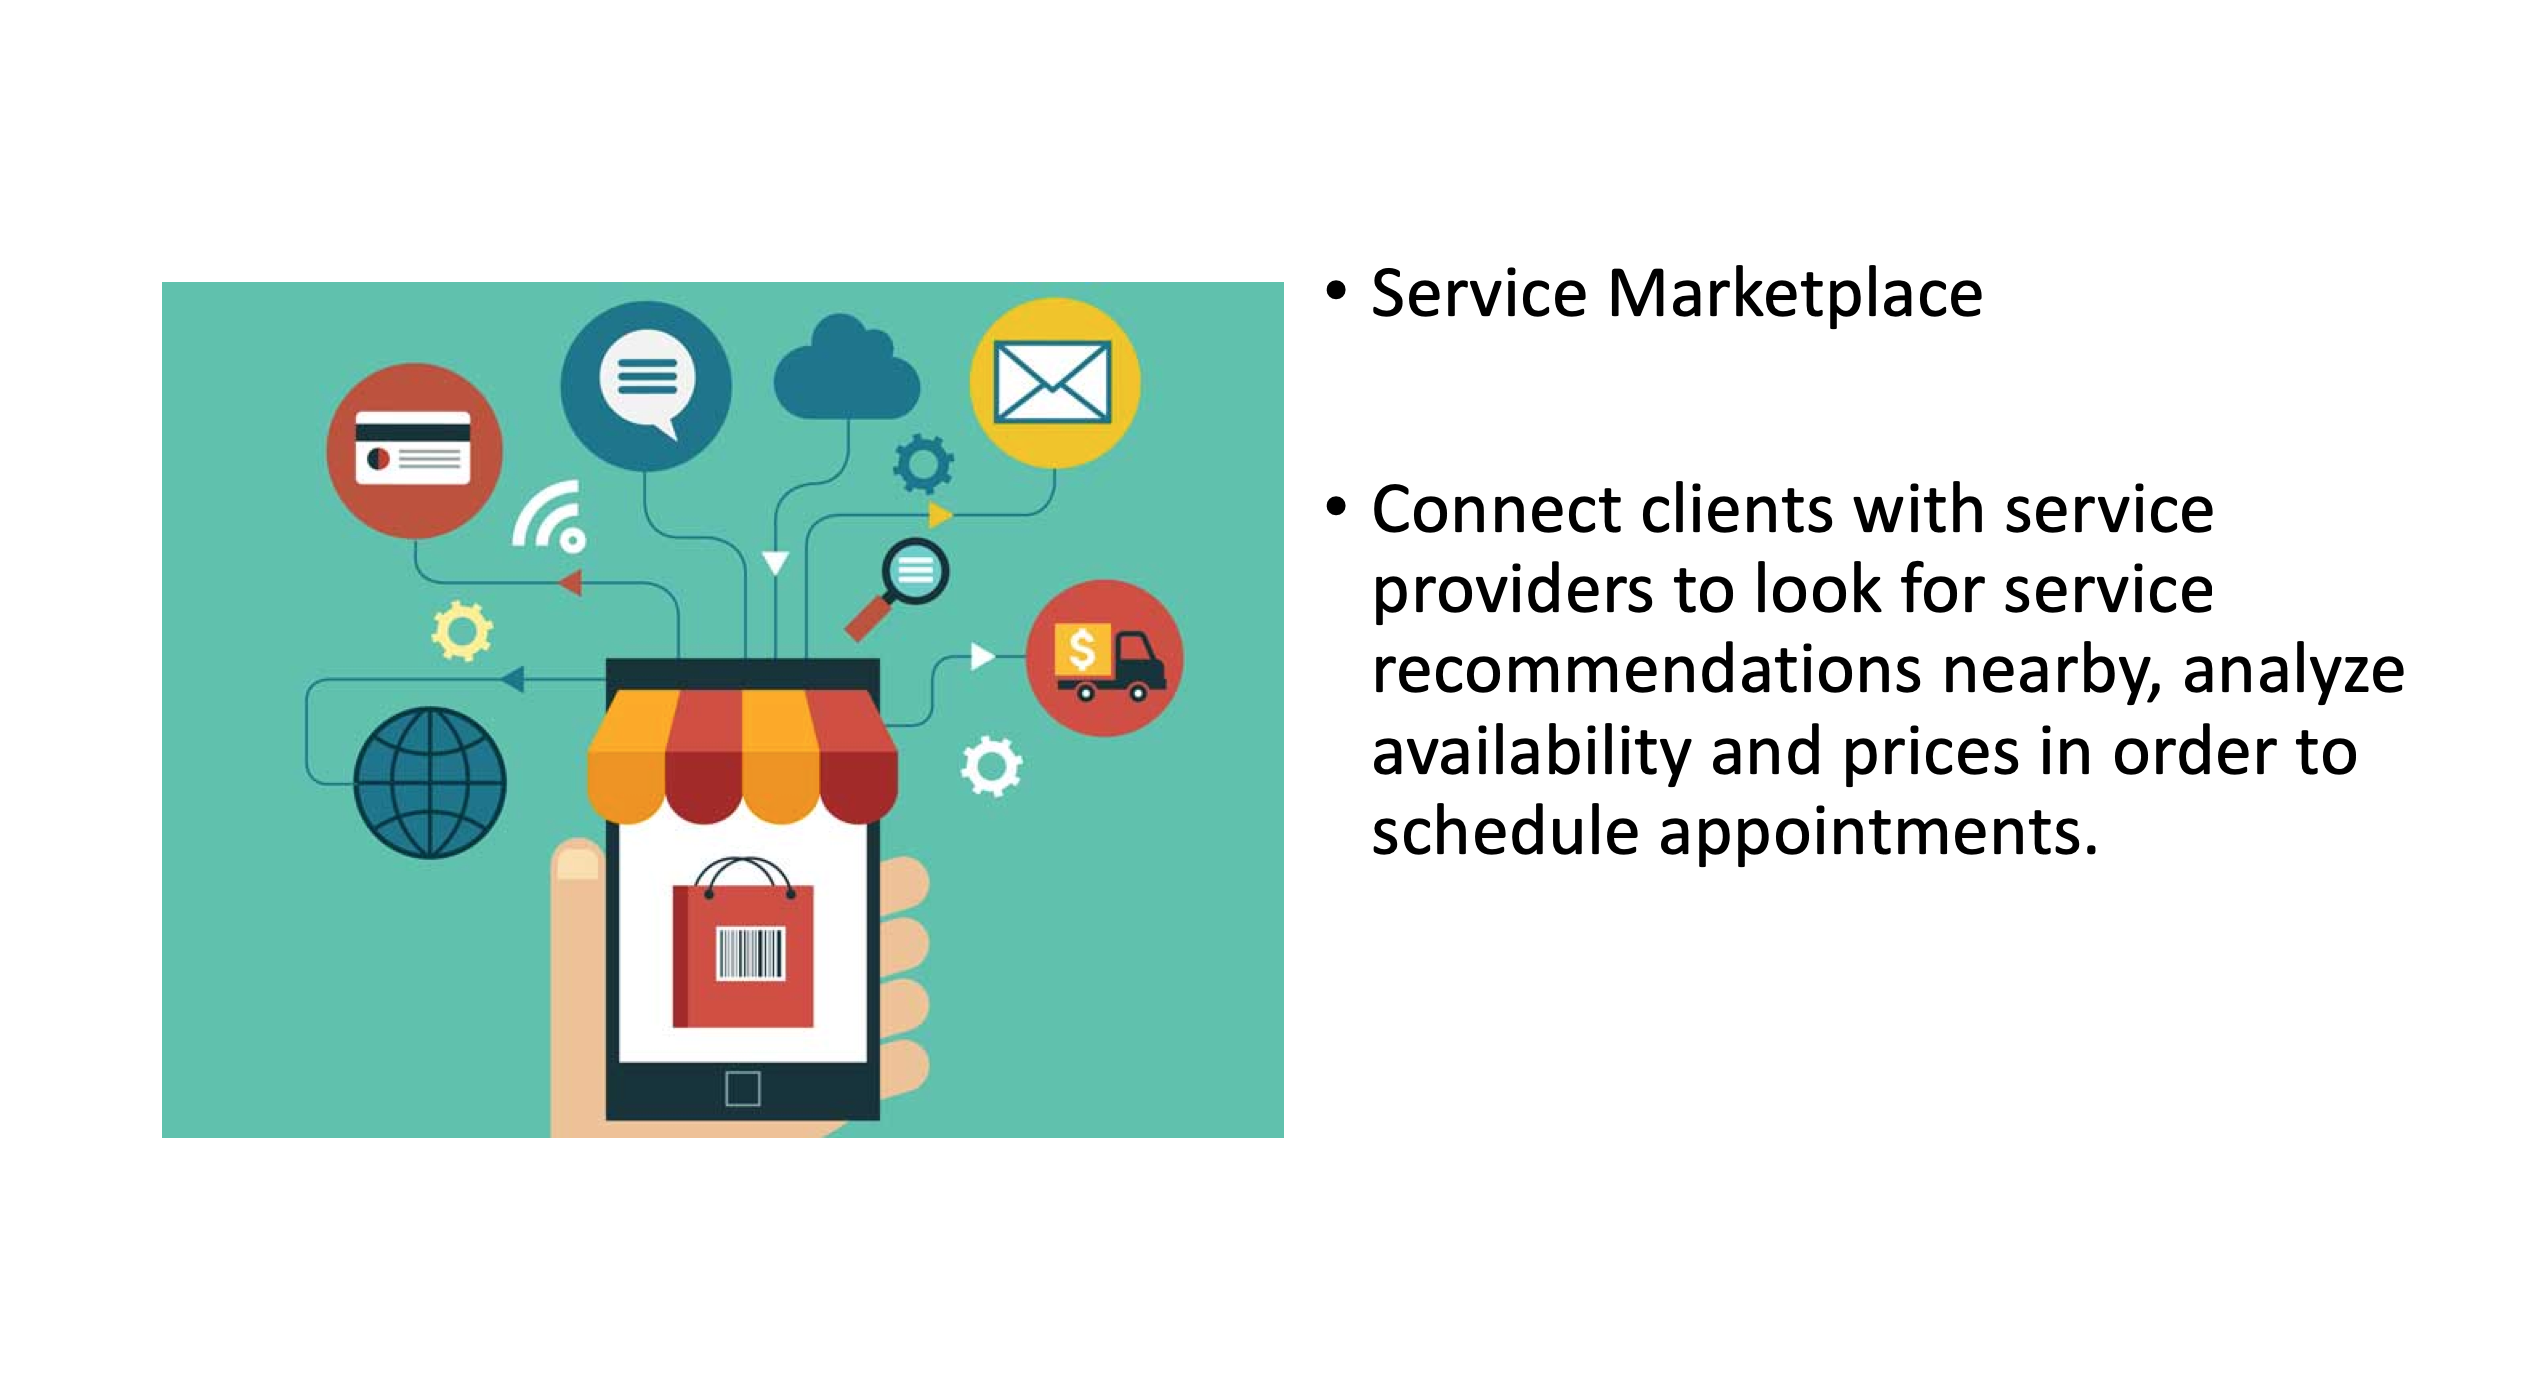 • Service Marketplace
• Connect clients with service
providers to look for service
recommendations nearby, analyze
availability and prices in order to
schedule appointments.
$